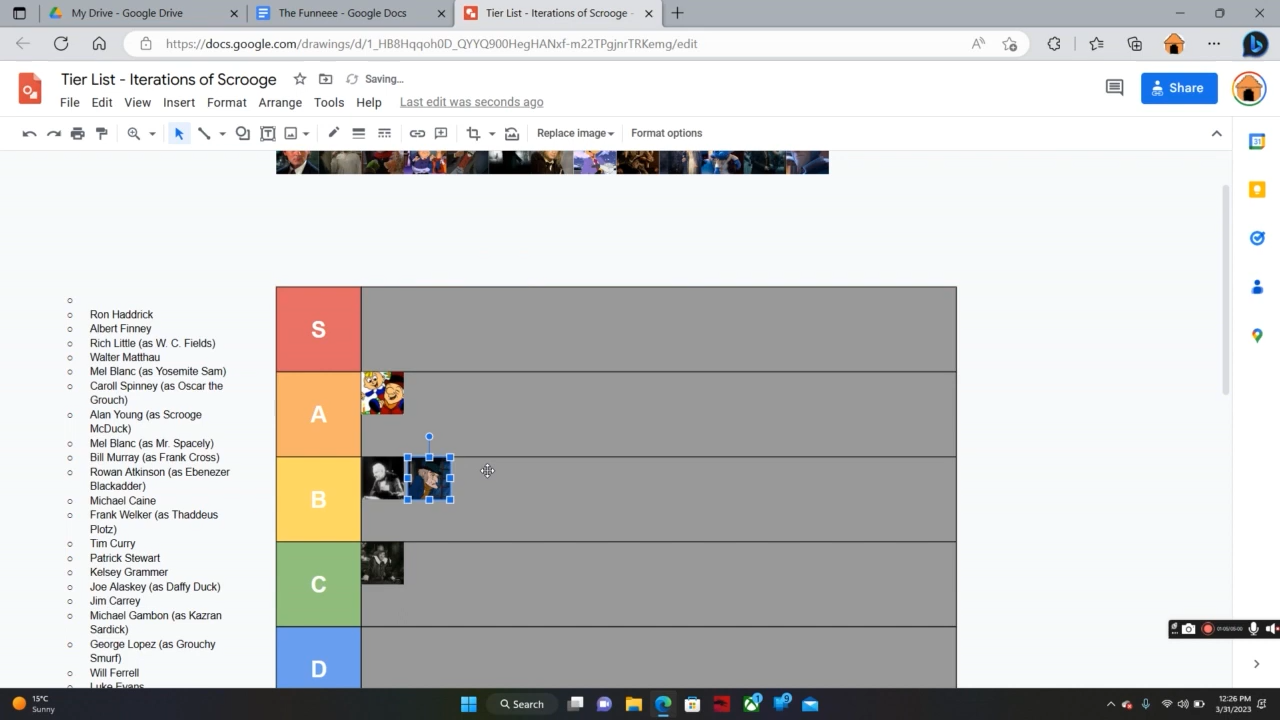 My Drive - Google Drive
The Funneee - Google Docs
Tier List - Iterations of Scrooge -
https://docs.google.com/drawings/d/1_HB8Hqqoh0D_QYYQ900HegHANxf-m22TPgjnrTRKemg/edit
Tier List - Iterations of Scrooge
Saving...
File Edit View Insert Format Arrange Tools Help Last edit was seconds ago
Share
Replace image
Format options
31
Ron Haddrick
Albert Finney
Rich Little (as W. C. Fields)
Walter Matthau
Mel Blanc (as Yosemite Sam)
Caroll Spinney (as Oscar the
Grouch)
Alan Young (as Scrooge
McDuck)
Mel Blanc (as Mr. Spacely)
Bill Murray (as Frank Cross)
Rowan Atkinson (as Ebenezer
Blackadder)
Michael Caine
Frank Welker (as Thaddeus
Plotz)
Tim Curry
Patrick Stewart
Kelsey Grammer
Joe Alaskey (as Daffy Duck)
Jim Carrey
Michael Gambon (as Kazran
Sardick)
George Lopez (as Grouchy
Smurf)
Will Ferrell
Luke Evans
S
A
B
C
D
15°C
Sunny
Search
1
9
12:26 PM
3/31/2023